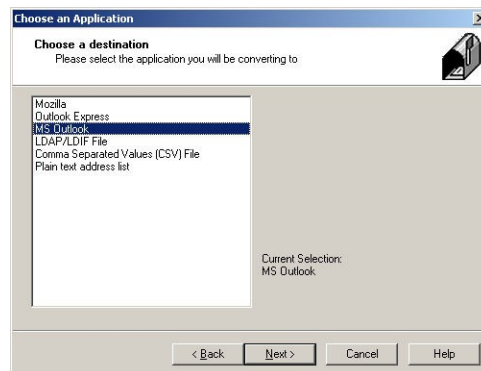 Choose an Application
Choose a destination
Please select the application you will be converting to
Mozilla
Outlook Express
MS Outlook
LDAP/LDIF File
Comma Separated Values (CSV) File
Plain text address list
Current Selection:
MS Outlook
< Back
Next >
Cancel
Help